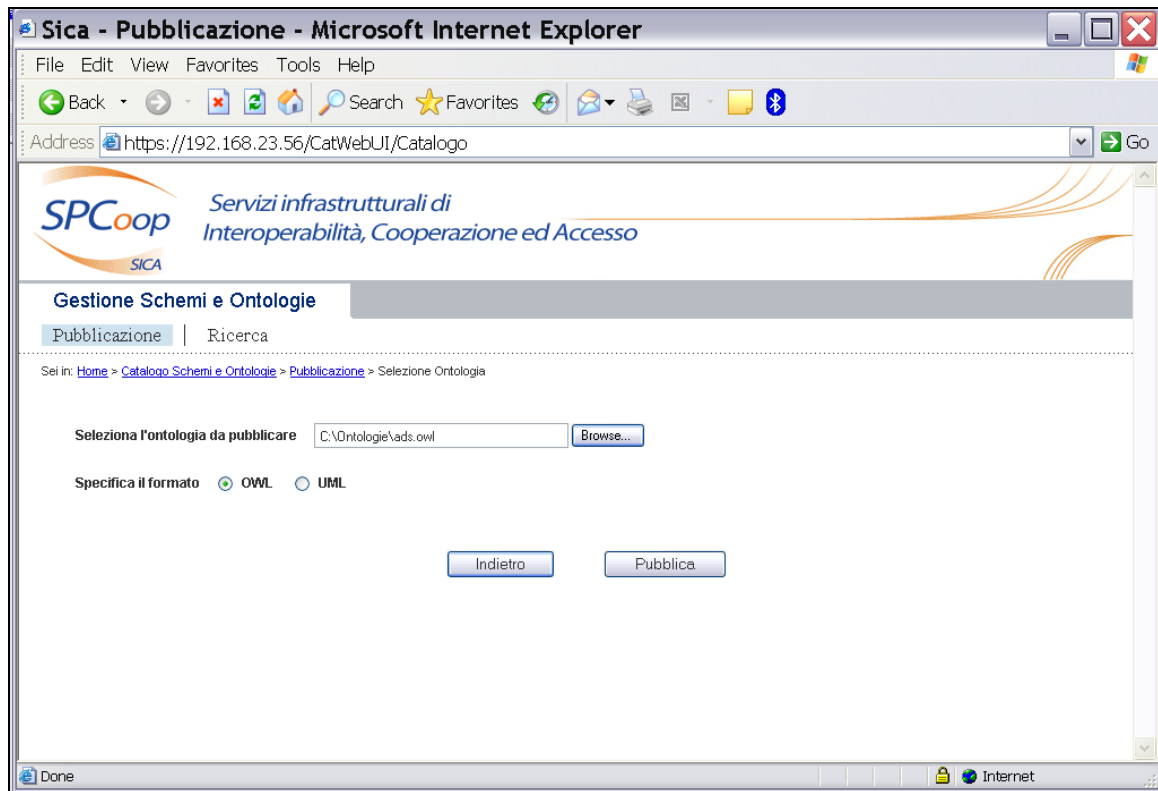 Sica - Pubblicazione - Microsoft Internet Explorer
File Edit View Favorites Tools Help
Back Search Favorites
Address https://192.168.23.56/CatWebUI/Catalogo Go
SPCoop
SICA
Servizi infrastrutturali di
Interoperabilità, Cooperazione ed Accesso
Gestione Schemi e Ontologie
Pubblicazione | Ricerca
Sei in: Home > Catalogo Schemi e Ontologie > Pubblicazione > Selezione Ontologia
Seleziona l'ontologia da pubblicare C:\Ontologie\ads.owl Browse...
Specifica il formato OWL UML
Indietro Pubblica
Done Internet